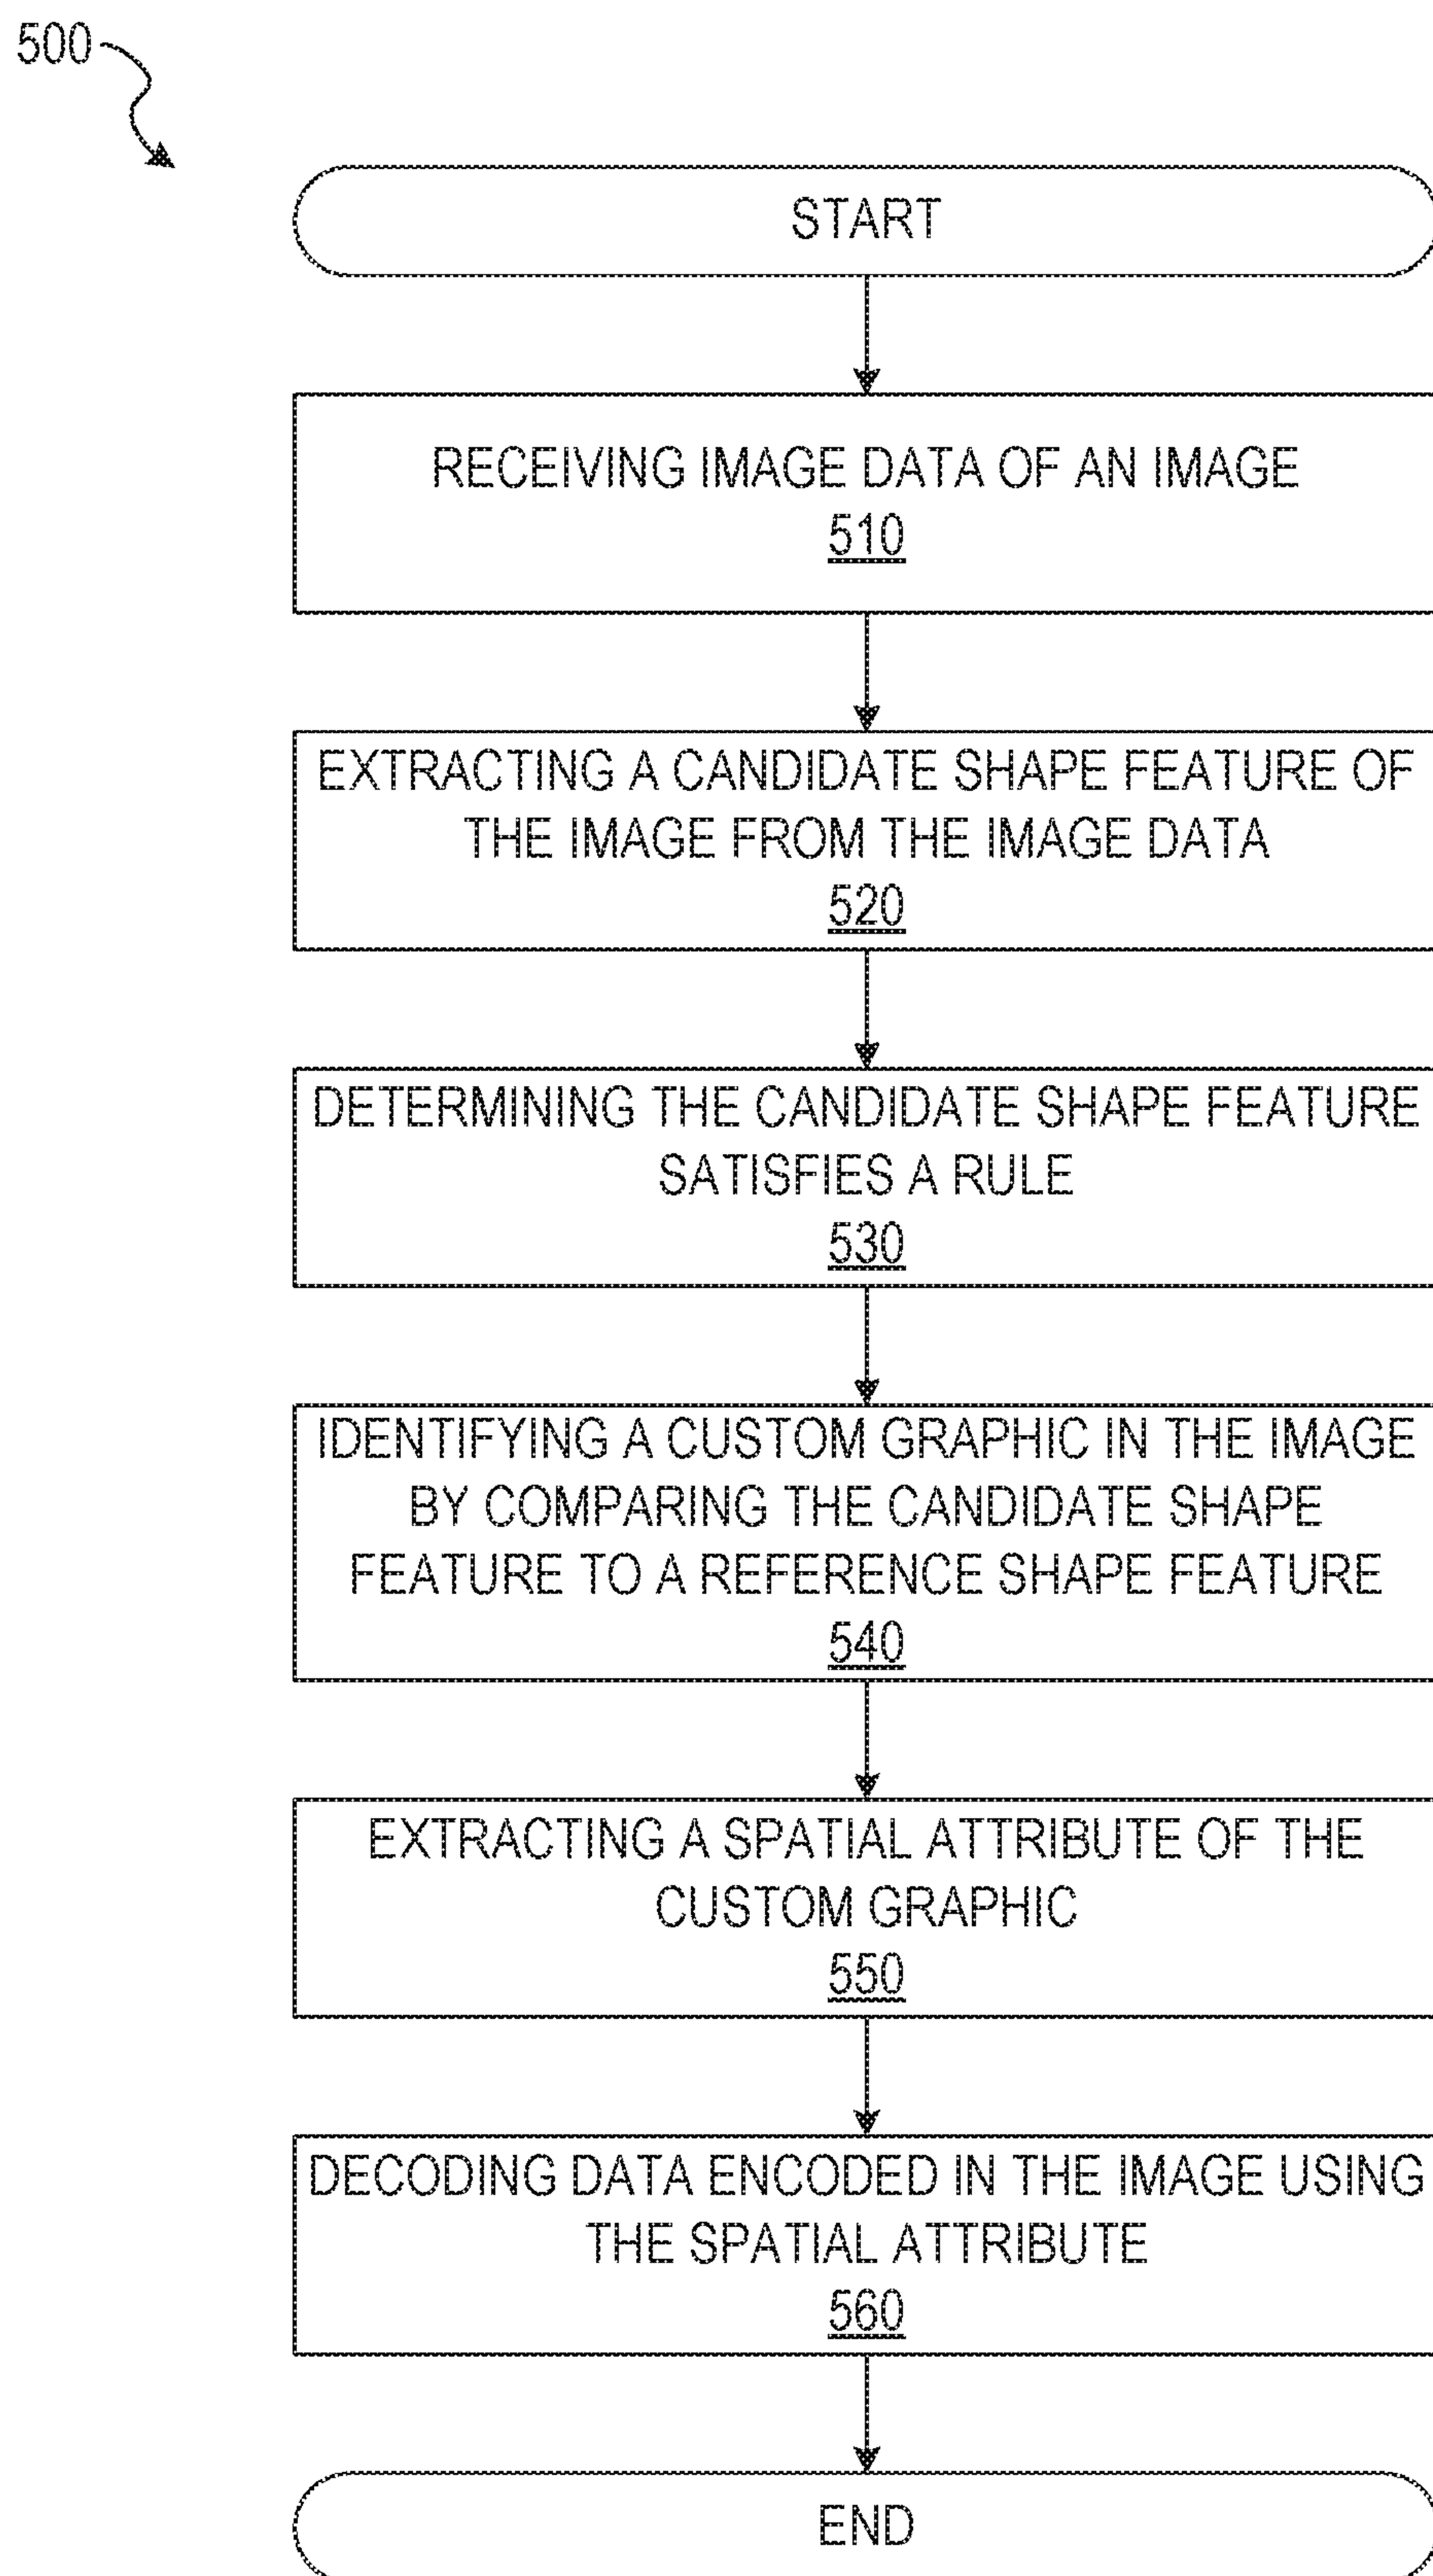 500
START
RECEIVING IMAGE DATA OF AN IMAGE
510
EXTRACTING A CANDIDATE SHAPE FEATURE OF
THE IMAGE FROM THE IMAGE DATA
520
DETERMINING THE CANDIDATE SHAPE FEATURE
SATISFIES A RULE
530
IDENTIFYING A CUSTOM GRAPHIC IN THE IMAGE
BY COMPARING THE CANDIDATE SHAPE
FEATURE TO A REFERENCE SHAPE FEATURE
540
EXTRACTING A SPATIAL ATTRIBUTE OF THE
CUSTOM GRAPHIC
550
DECODING DATA ENCODED IN THE IMAGE USING
THE SPATIAL ATTRIBUTE
560
END